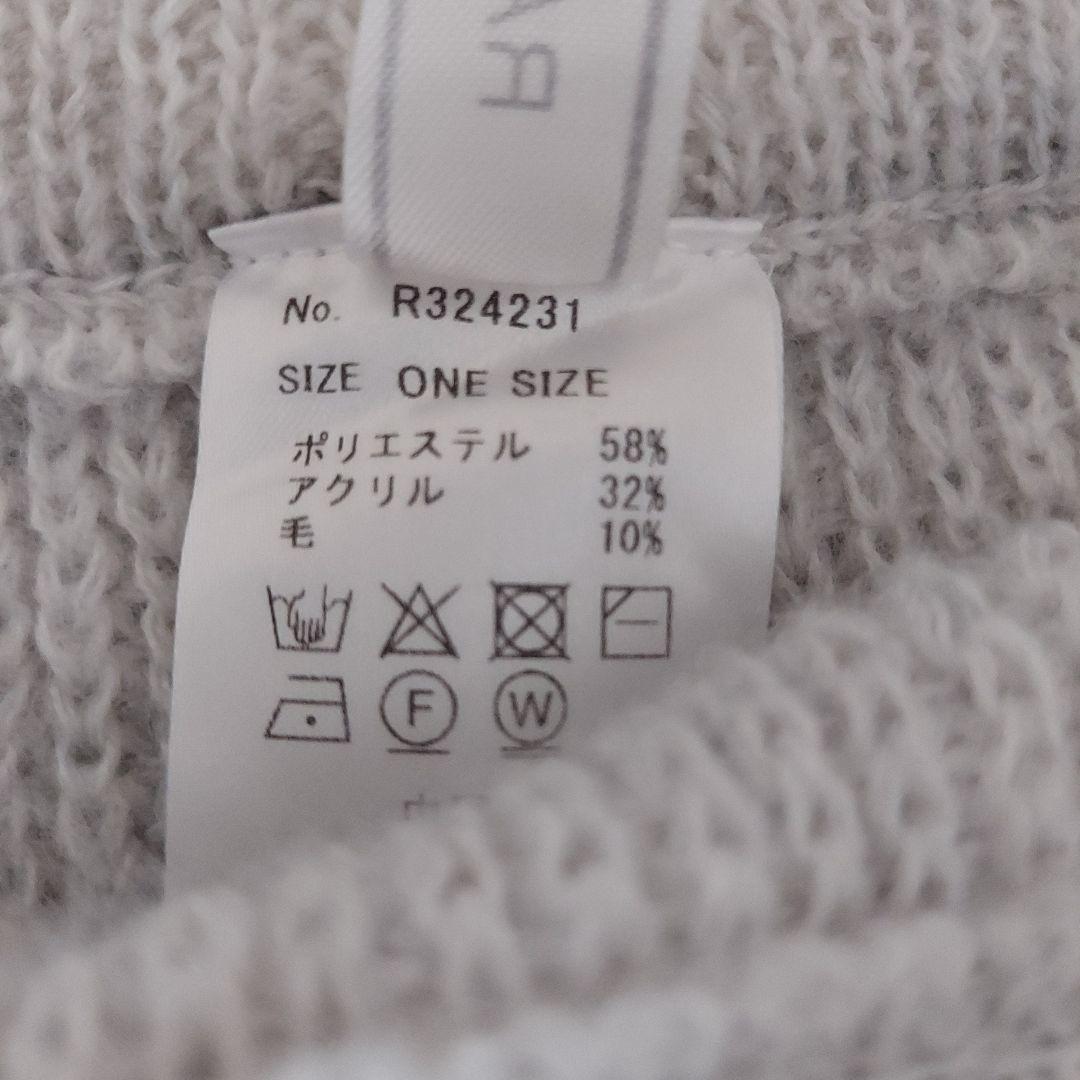 No. R324231
SIZE ONE SIZE
ポリエステル 58%
アクリル 32%
毛 10%
F W